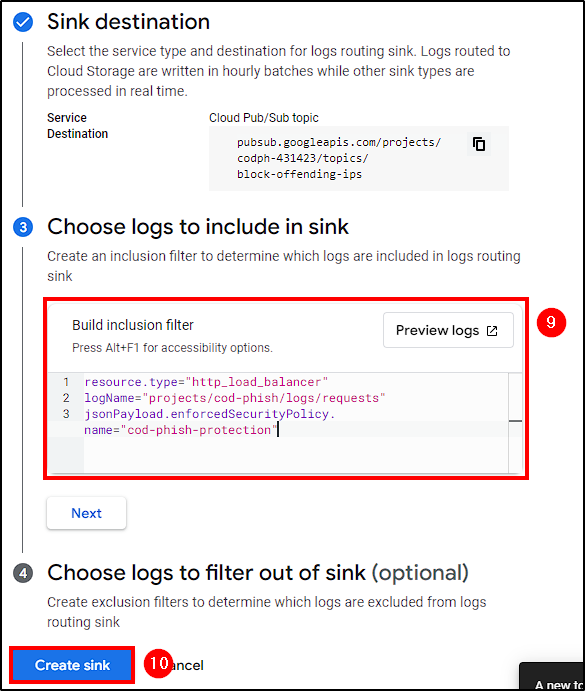 Sink destination
Select the service type and destination for logs routing sink. Logs routed to
Cloud Storage are written in hourly batches while other sink types are
processed in real time.
Service Cloud Pub/Sub topic
Destination
pubsub.googleapis.com/projects/
codph-431423/topics/
block-offending-ips
3 Choose logs to include in sink
Create an inclusion filter to determine which logs are included in logs routing
sink
Build inclusion filter
Preview logs
9
Press Alt+F1 for accessibility options.
1 resource.type="http_load_balancer"
2 logName="projects/cod-phish/logs/requests"
3 jsonPayload.enforcedSecurityPolicy.
name="cod-phish-protection"
Next
4 Choose logs to filter out of sink (optional)
Create exclusion filters to determine which logs are excluded from logs
routing sink
Create sink
10
ancel
A new to